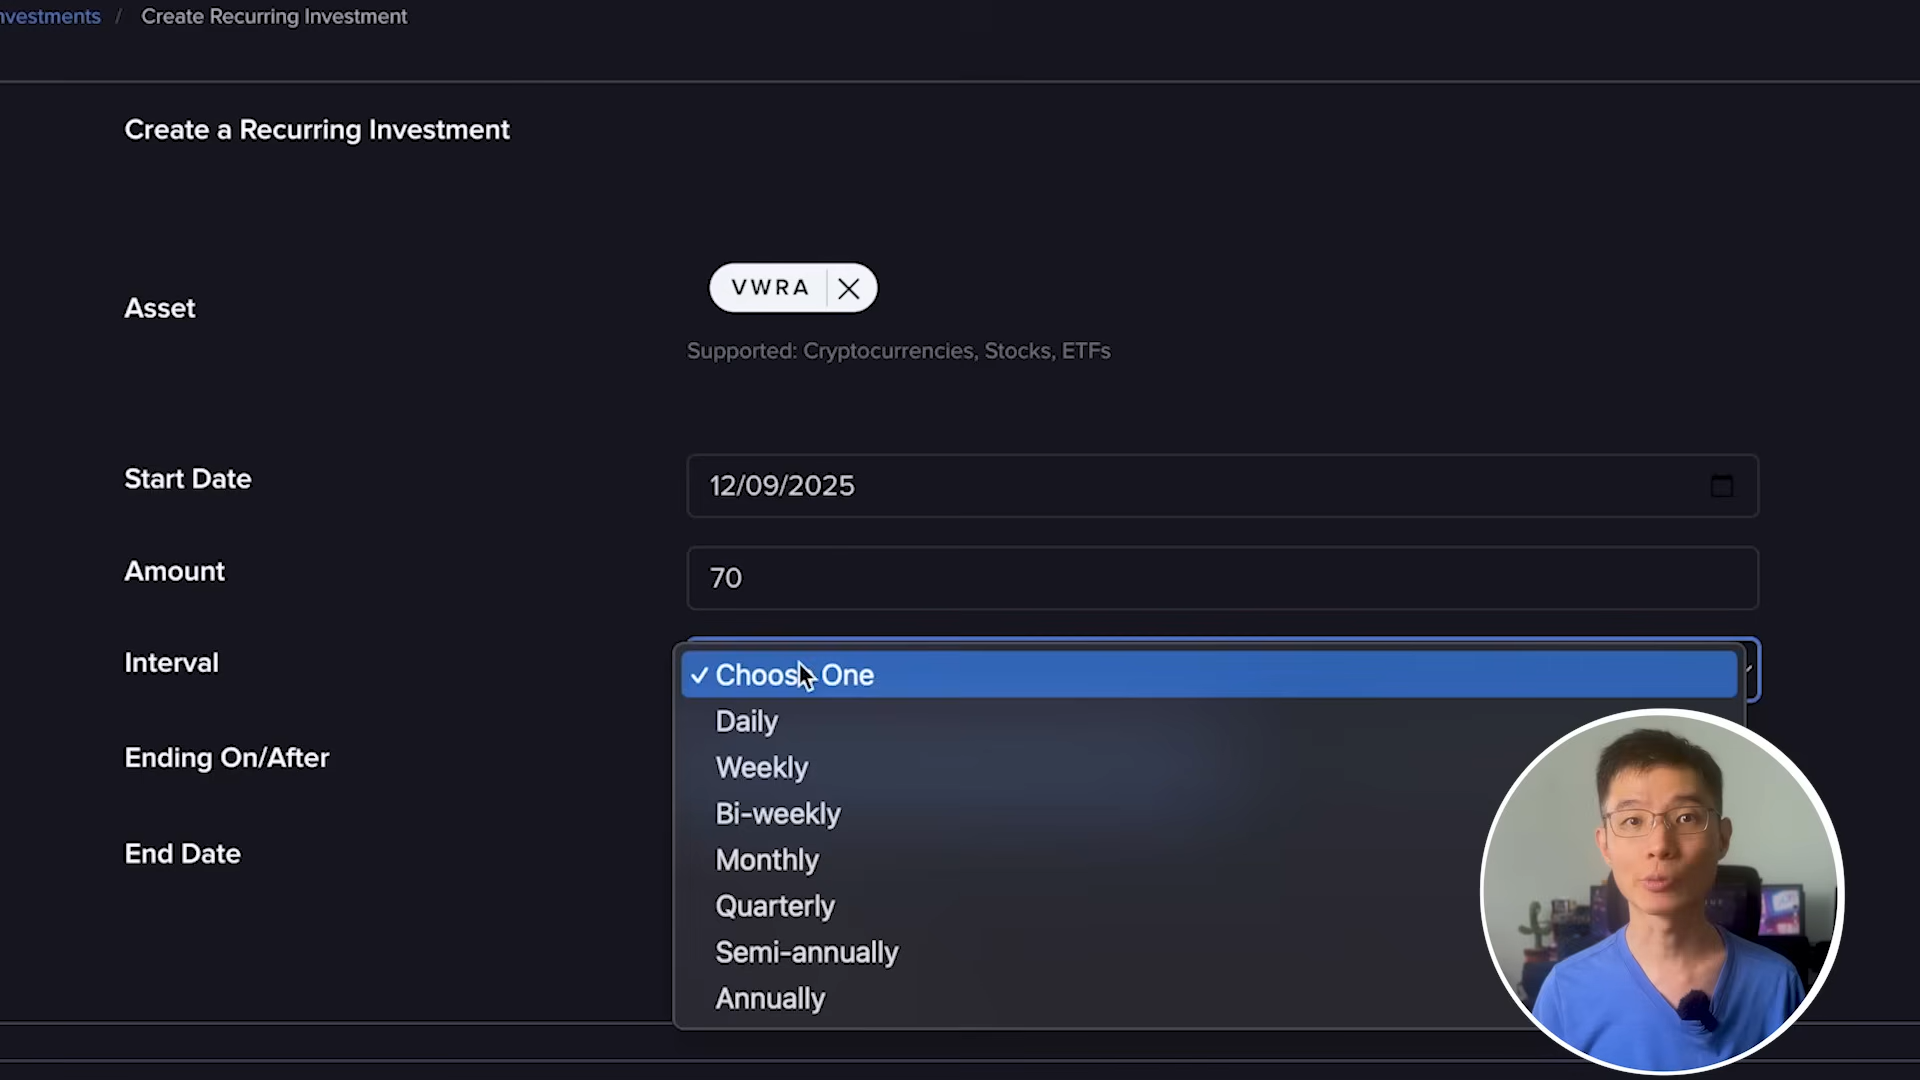 nvestments / Create Recurring Investment
Create a Recurring Investment
Asset
VWRA
Supported: Cryptocurrencies, Stocks, ETFs
Start Date
12/09/2025
Amount
70
Interval
✓ Choose One
Daily
Weekly
Bi-weekly
Monthly
Quarterly
Semi-annually
Annually
Ending On/After
End Date